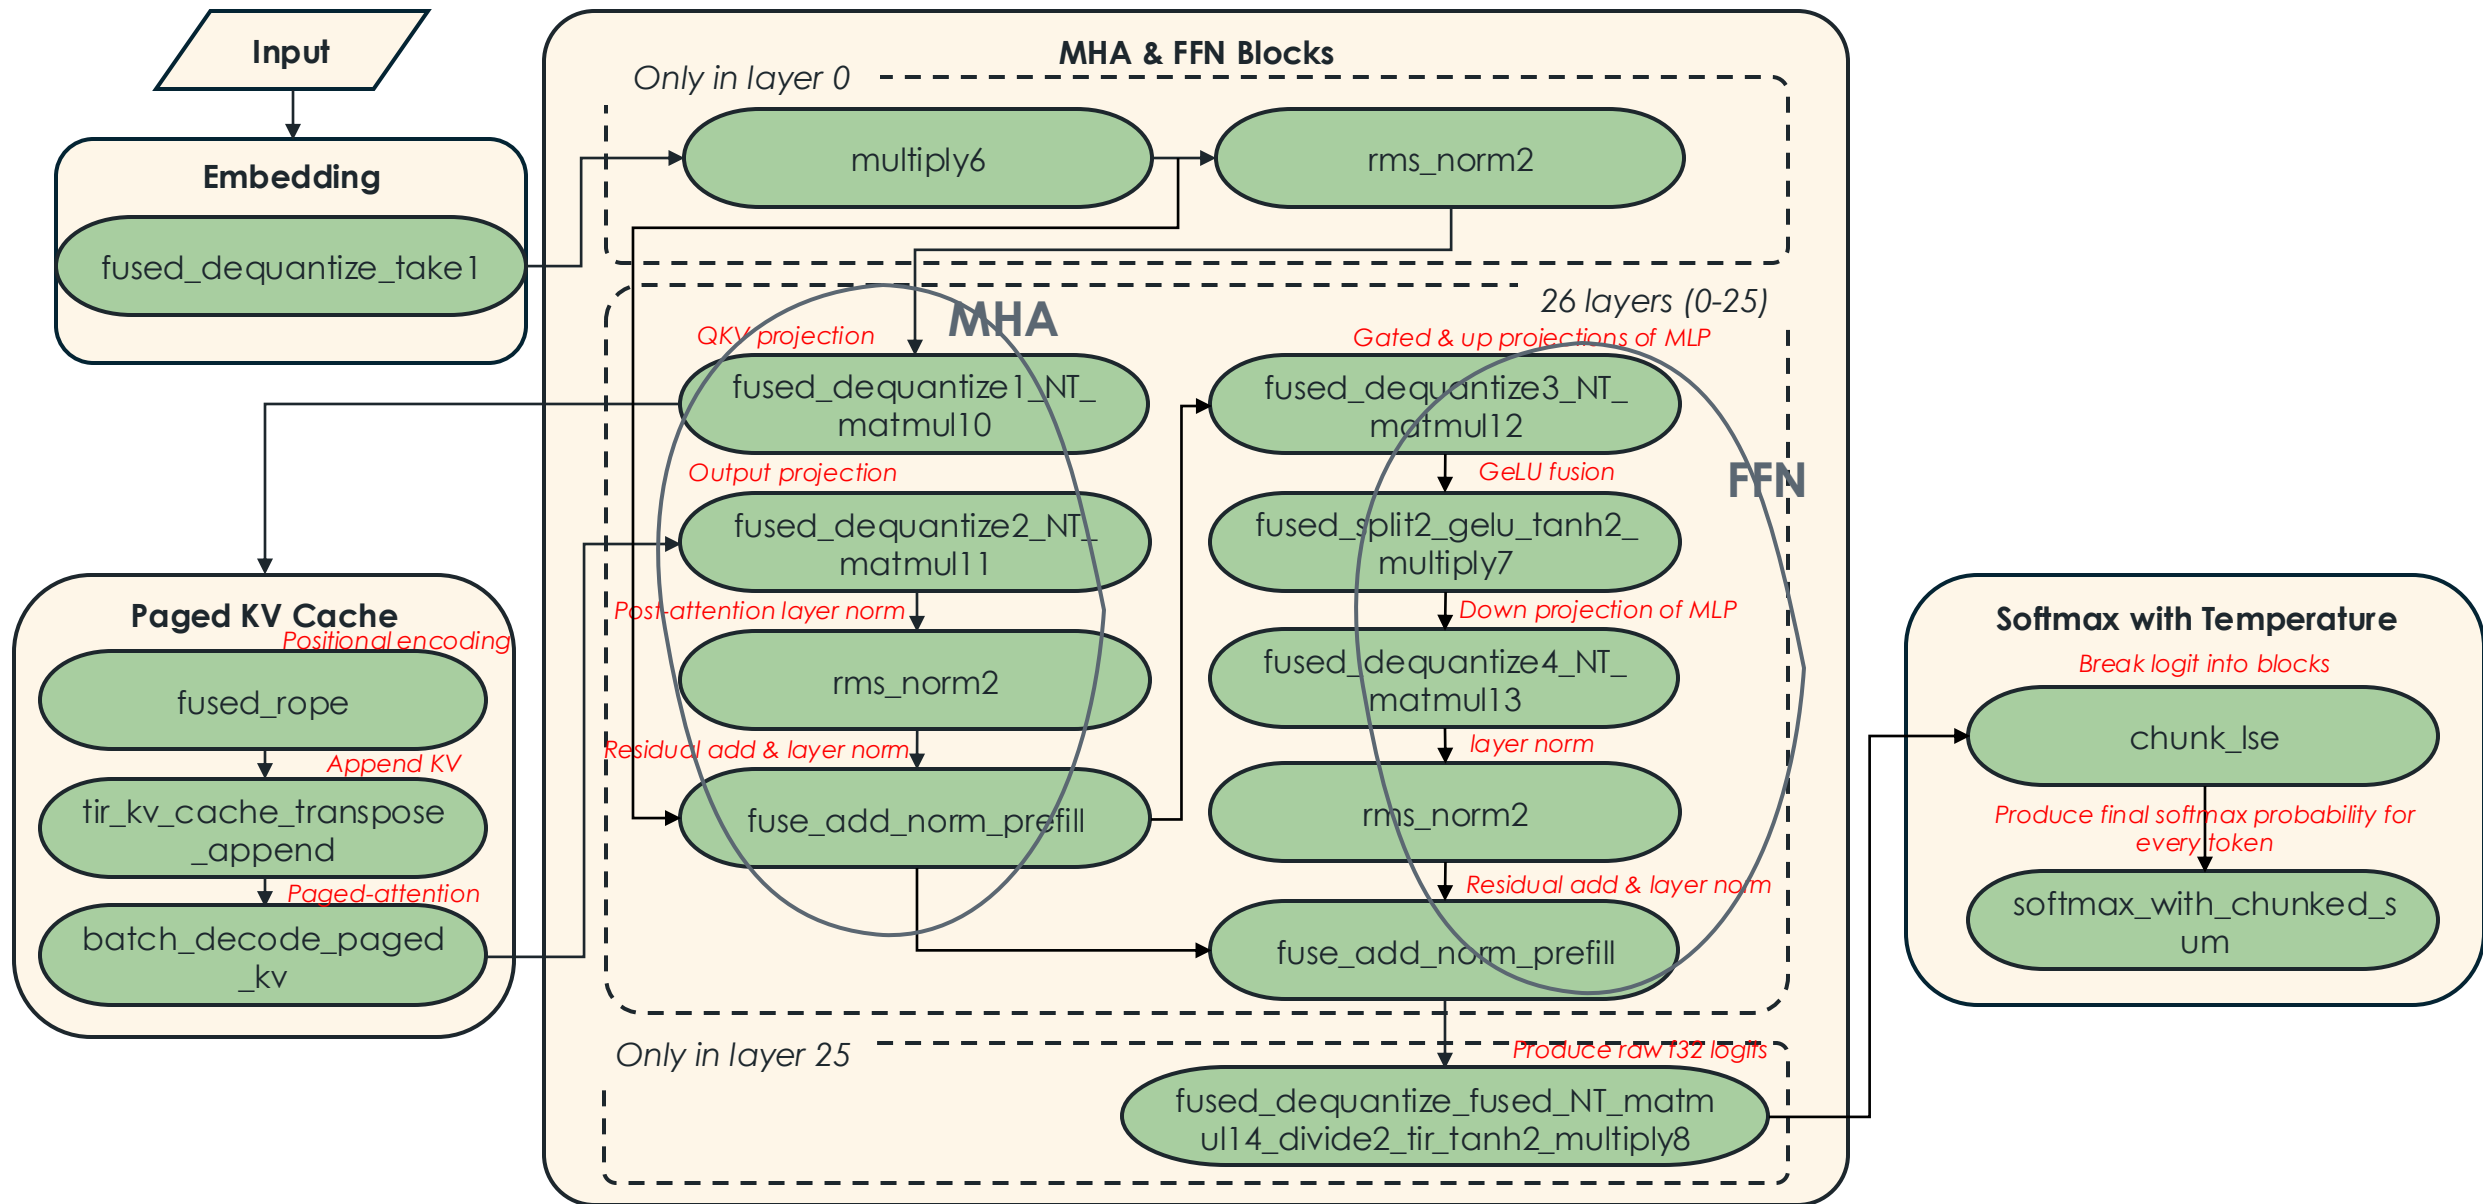 Input
Embedding
fused_dequantize_take1
MHA & FFN Blocks
Only in layer 0
multiply6
rms_norm2
26 layers (0-25)
MHA
QKV projection
fused_dequantize1_NT_
matmul10
Output projection
fused_dequantize2_NT_
matmul11
Post-attention layer norm
rms_norm2
Residual add & layer norm
fuse_add_norm_prefill
Gated & up projections of MLP
fused_dequantize3_NT_
matmul12
FFN
GeLU fusion
fused_split2_gelu_tanh2_
multiply7
Down projection of MLP
fused_dequantize4_NT_
matmul13
layer norm
rms_norm2
Residual add & layer norm
fuse_add_norm_prefill
Only in layer 25
Produce raw f32 logits
fused_dequantize_fused_NT_matm
ul14_divide2_tir_tanh2_multiply8
Paged KV Cache
Positional encoding
fused_rope
Append KV
tir_kv_cache_transpose
_append
Paged-attention
batch_decode_paged
_kv
Softmax with Temperature
Break logit into blocks
chunk_lse
Produce final softmax probability for
every token
softmax_with_chunked_s
um